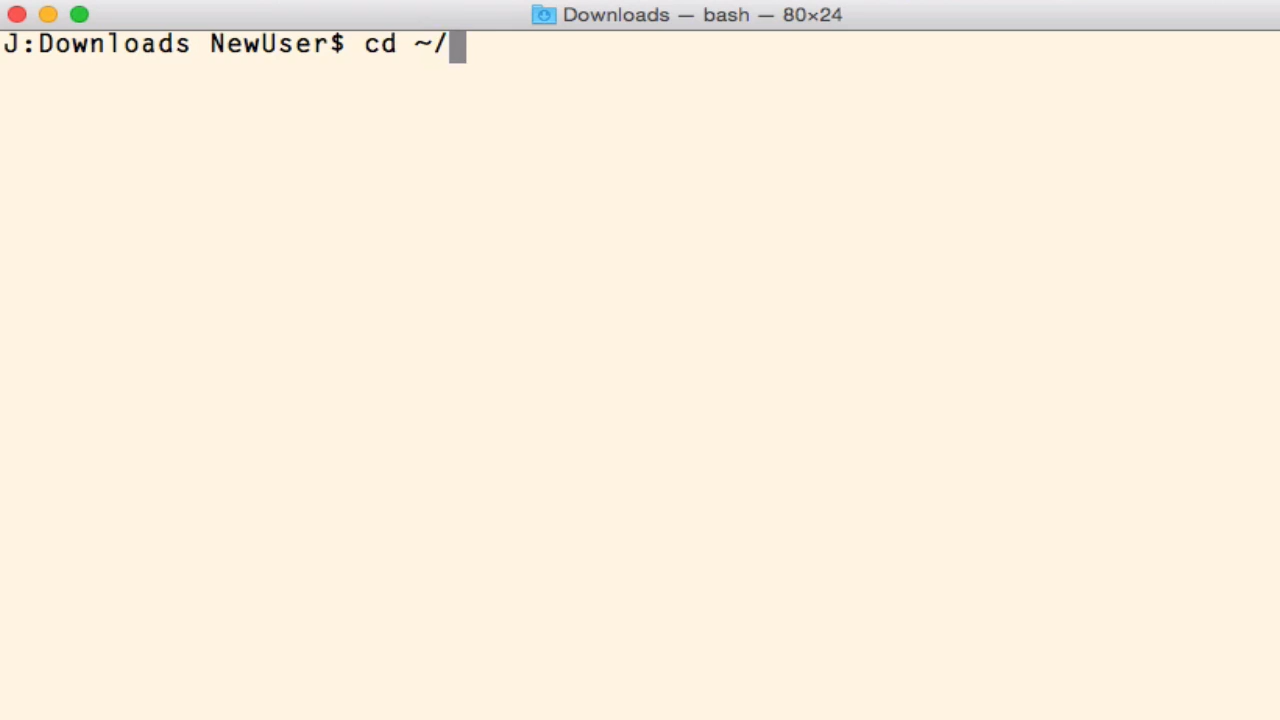 Downloads — bash — 80×24
J:Downloads NewUser$ cd ~/